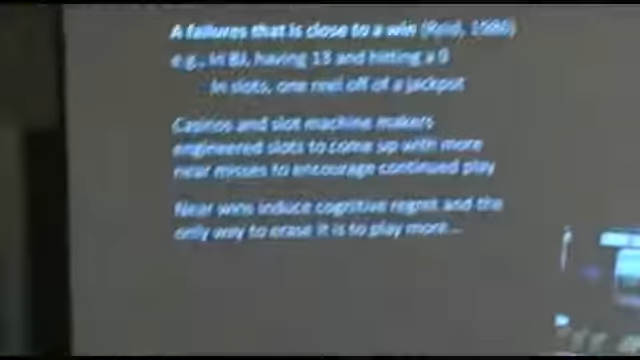 A failures that is close to a win (Reid, 1986)
e.g., in BJ, having 13 and hitting a 9
In slots, one reel off of a jackpot
Casinos and slot machine makers
engineered slots to come up with more
near misses to encourage continued play
Near wins induce cognitive regret and the
only way to erase it is to play more...